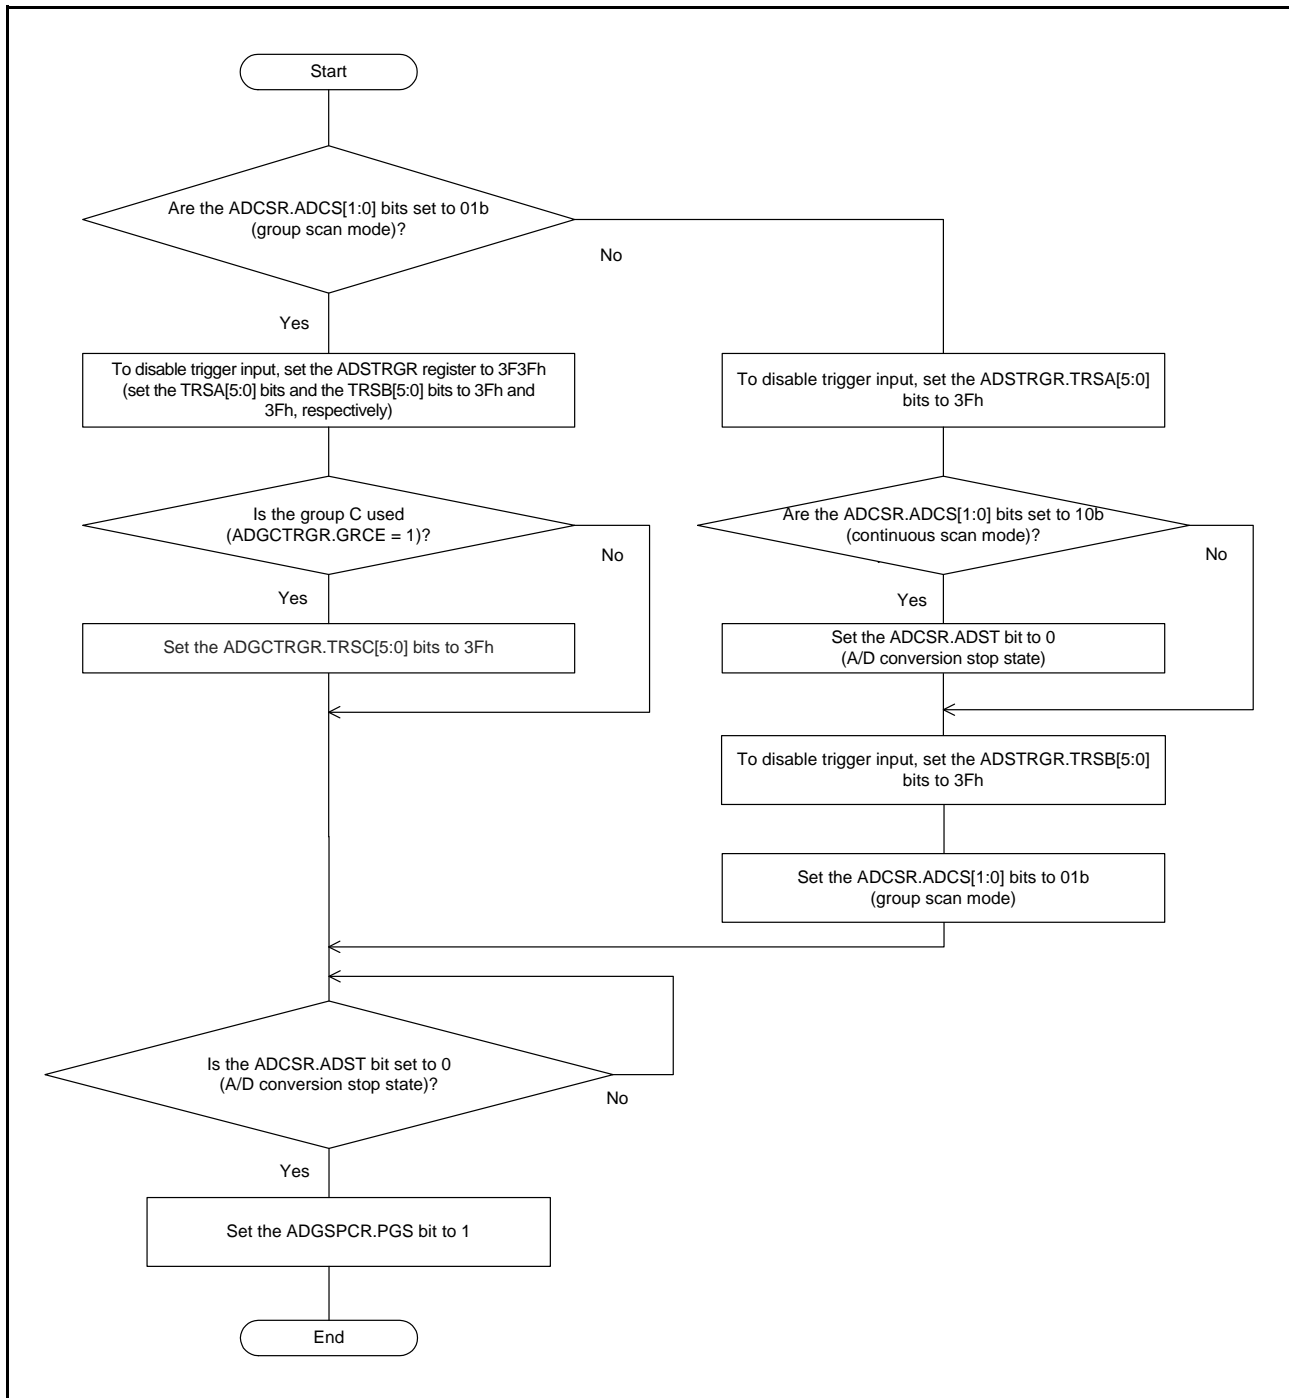 Start
Are the ADCSR.ADCS[1:0] bits set to 01b
(group scan mode)?
No
Yes
To disable trigger input, set the ADSTRGR register to 3F3Fh
(set the TRSA[5:0] bits and the TRSB[5:0] bits to 3Fh and
3Fh, respectively)
To disable trigger input, set the ADSTRGR.TRSA[5:0]
bits to 3Fh
Is the group C used
(ADGCTRGR.GRCE = 1)?
No
Yes
Are the ADCSR.ADCS[1:0] bits set to 10b
(continuous scan mode)?
No
Yes
Set the ADGCTRGR.TRSC[5:0] bits to 3Fh
Set the ADCSR.ADST bit to 0
(A/D conversion stop state)
To disable trigger input, set the ADSTRGR.TRSB[5:0]
bits to 3Fh
Set the ADCSR.ADCS[1:0] bits to 01b
(group scan mode)
Is the ADCSR.ADST bit set to 0
(A/D conversion stop state)?
No
Yes
Set the ADGSPCR.PGS bit to 1
End